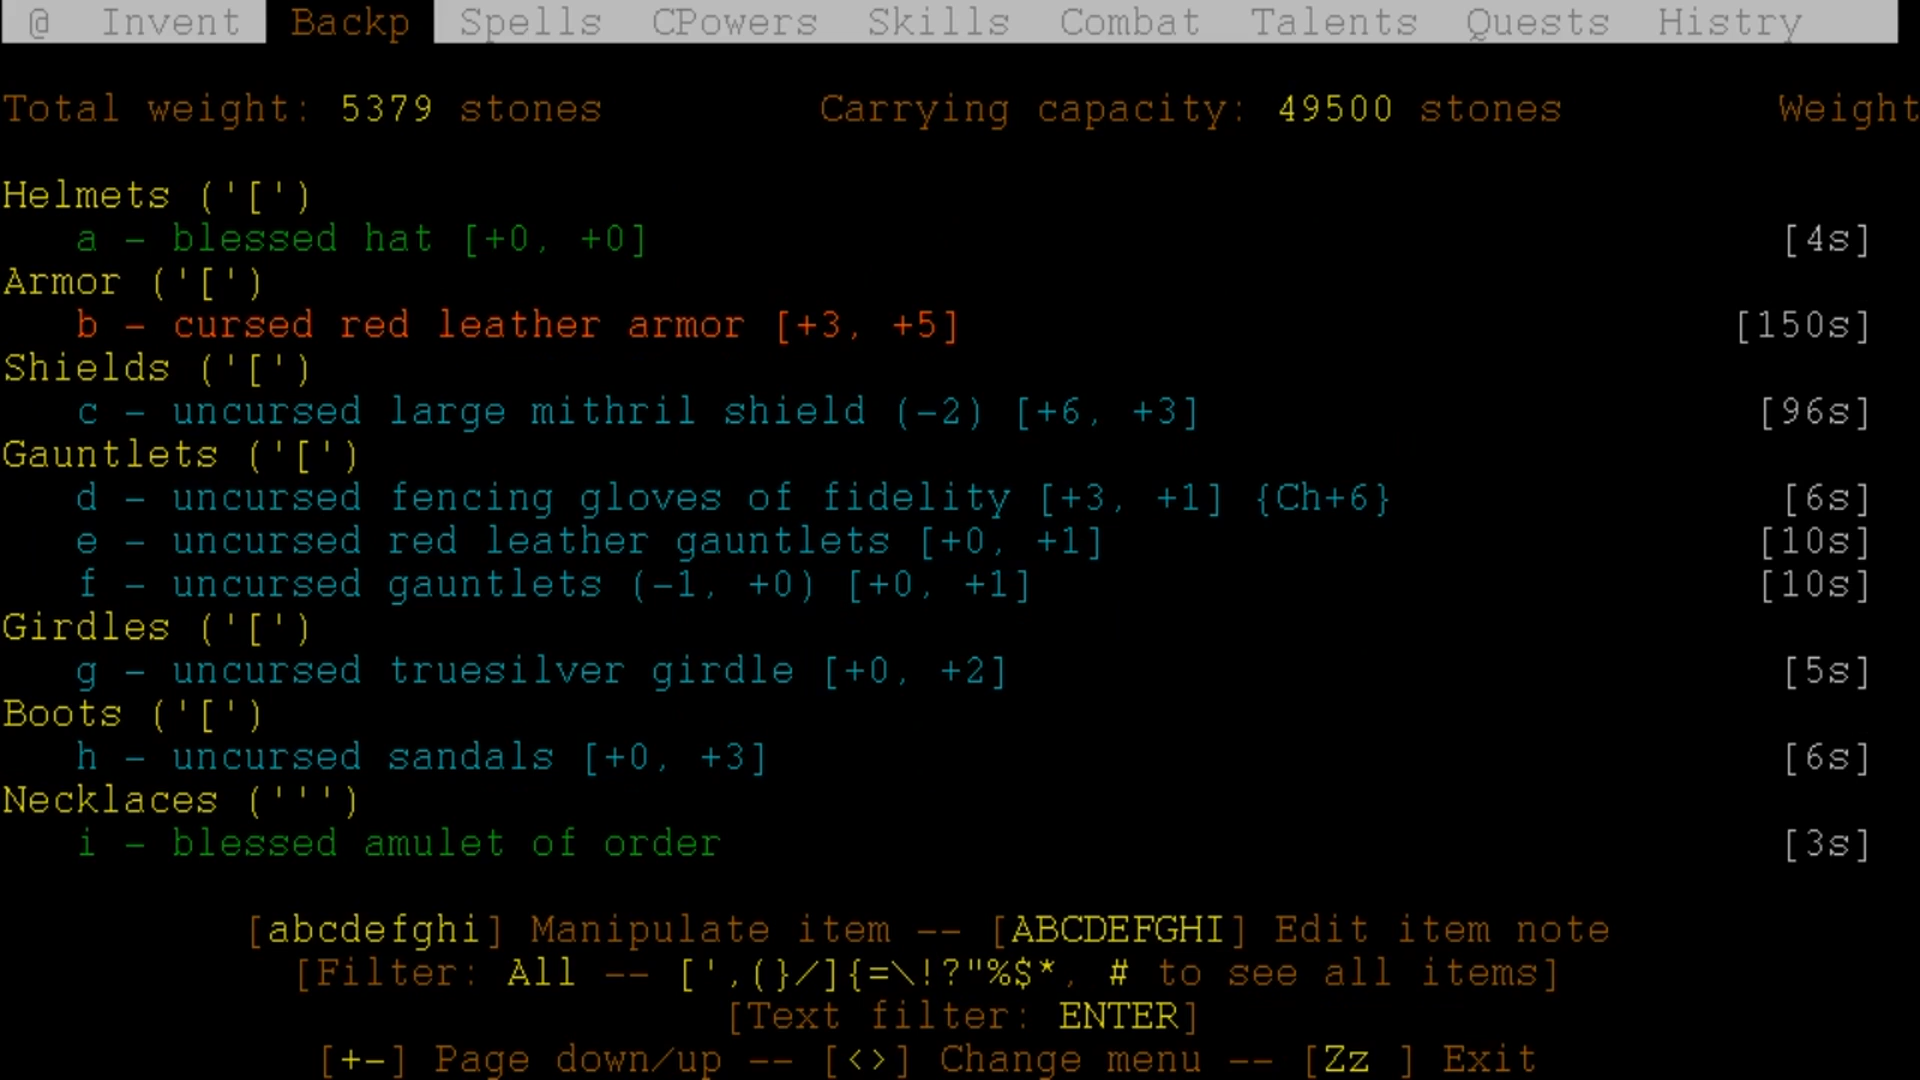 @ Invent Backp Spells CPowers Skills Combat Talents Quests Histry
Total weight: 5379 stones Carrying capacity: 49500 stones Weight
Helmets ('[')
a - blessed hat [+0, +0] [4s]
Armor ('[')
b - cursed red leather armor [+3, +5] [150s]
Shields ('[')
c - uncursed large mithril shield (-2) [+6, +3] [96s]
Gauntlets ('[')
d - uncursed fencing gloves of fidelity [+3, +1] {Ch+6} [6s]
e - uncursed red leather gauntlets [+0, +1] [10s]
f - uncursed gauntlets (-1, +0) [+0, +1] [10s]
Girdles ('[')
g - uncursed truesilver girdle [+0, +2] [5s]
Boots ('[')
h - uncursed sandals [+0, +3] [6s]
Necklaces (''')
i - blessed amulet of order [3s]
[abcdefghi] Manipulate item -- [ABCDEFGHI] Edit item note
[Filter: All -- [',(}/]{=\!?"%$*, # to see all items]
[Text filter: ENTER]
[+-] Page down/up -- [<>] Change menu -- [Zz ] Exit